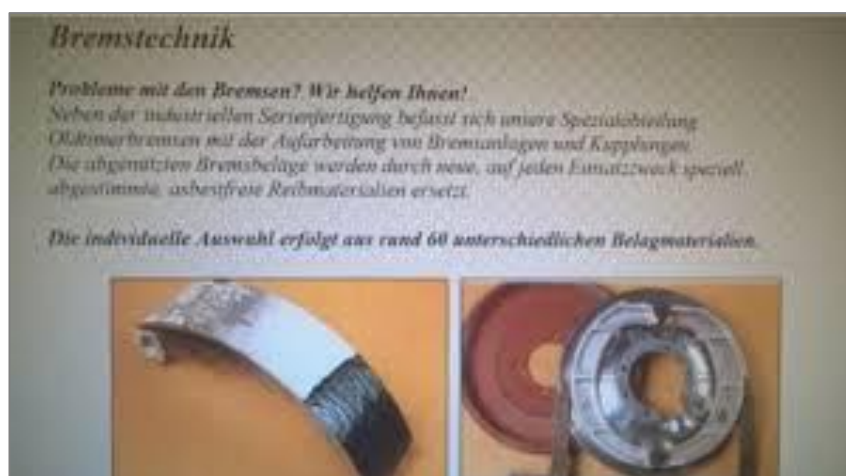 Bremstechnik
Probleme mit den Bremsen? Wir helfen Ihnen!
Neben der industriellen Serienfertigung befasst sich unsere Spezialabteilung
Oldtimerbremsen mit der Aufarbeitung von Bremsanlagen und Kupplungen.
Die abgenützten Bremsbeläge werden durch neue, auf jeden Einsatzzweck speziell
abgestimmte, asbestfreie Reibmaterialien ersetzt.
Die individuelle Auswahl erfolgt aus rund 60 unterschiedlichen Belagmaterialien.